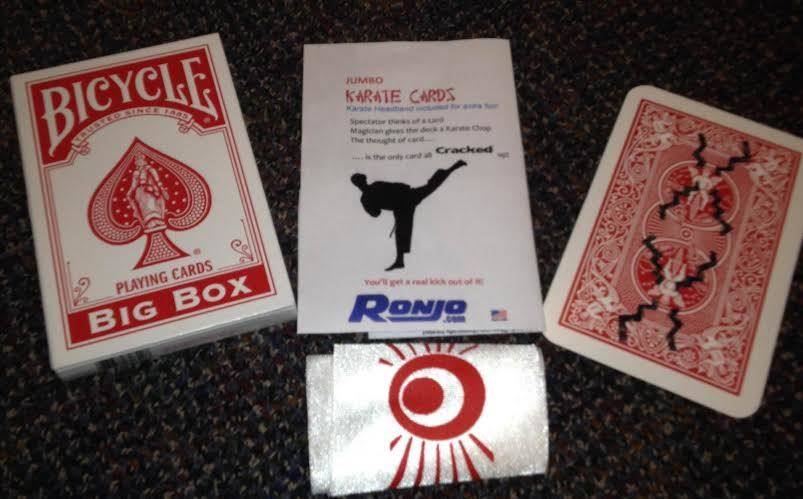 BICYCLE
TRUSTED SINCE 1885
®
PLAYING CARDS
BIG BOX
JUMBO
KARATE CARDS
Karate Headband included for extra fun
Spectator thinks of a card
Magician gives the deck a Karate Chop
The thought of card....
.... is the only card all Cracked up!
You'll get a real kick out of it!
RONJO
.com